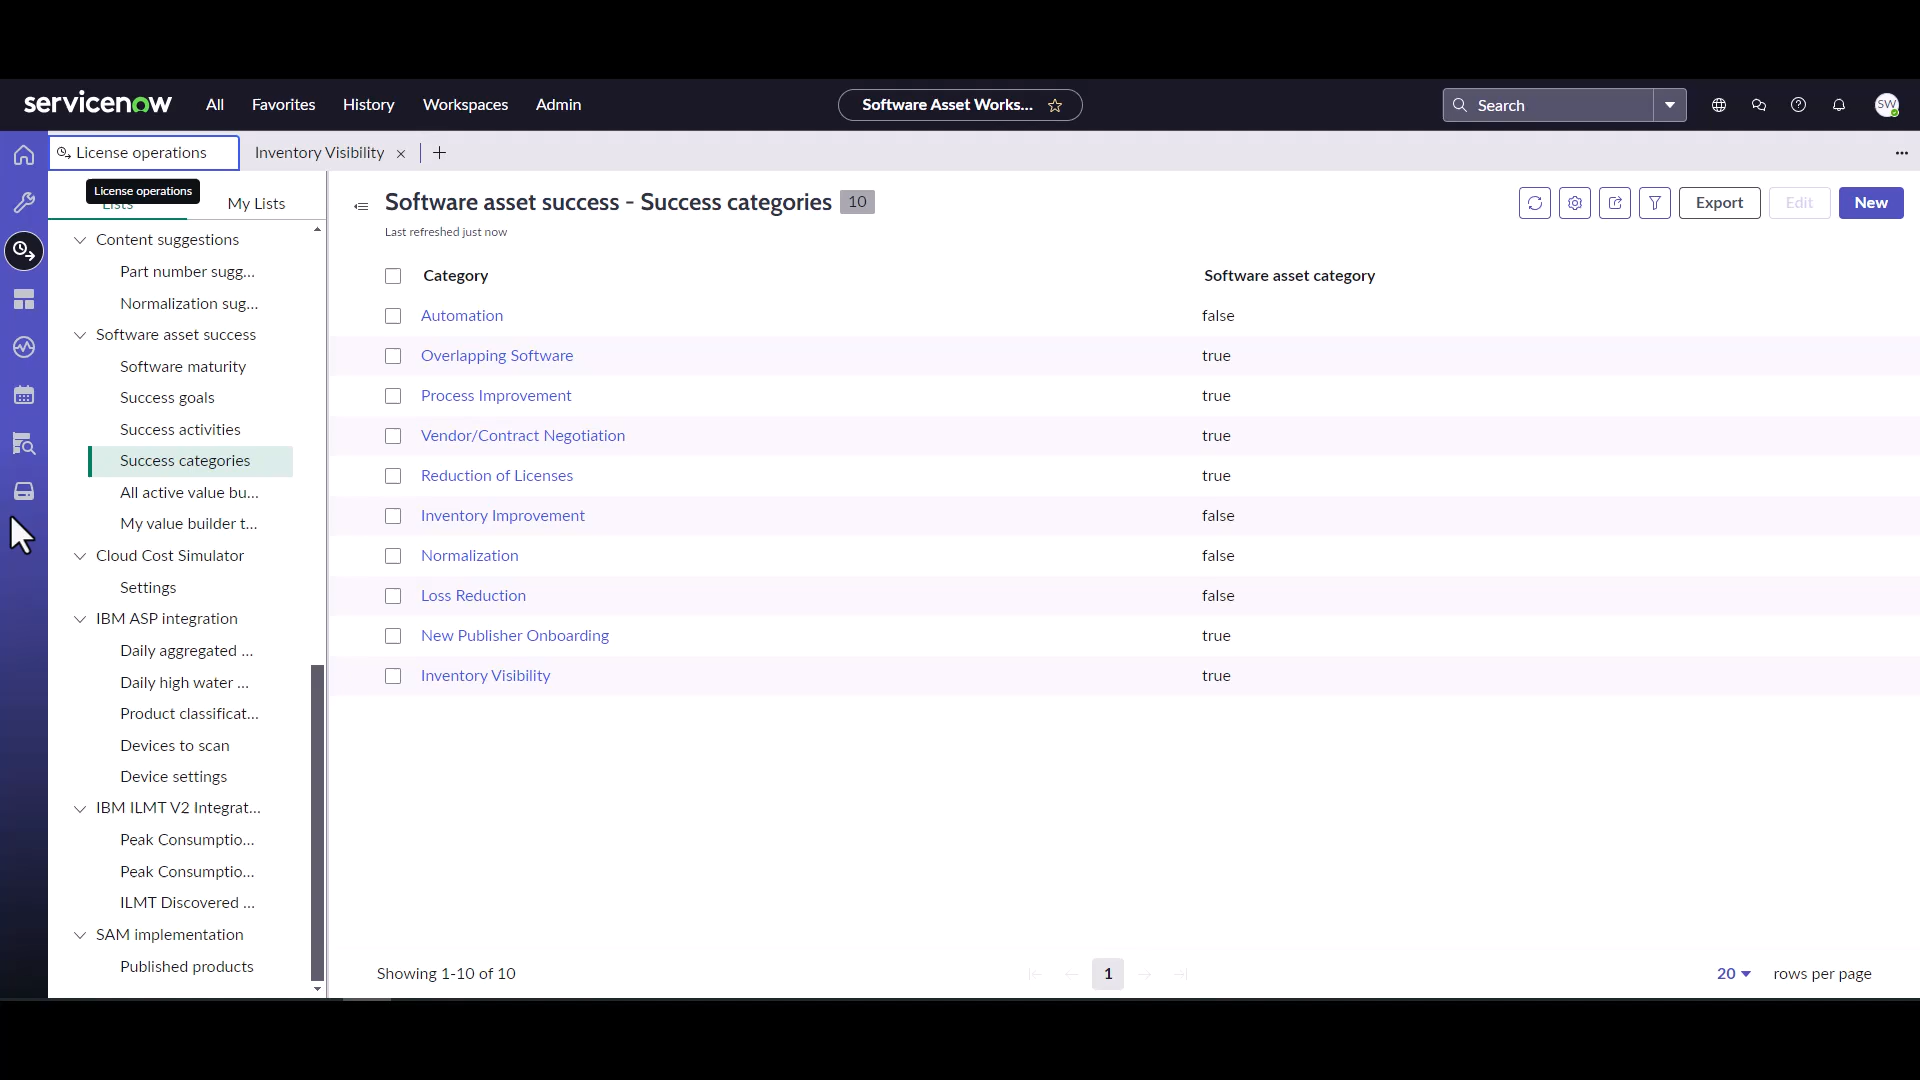 servicenow All Favorites History Workspaces Admin Software Asset Works... Search SW
License operations Inventory Visibility
License operations
Lists My Lists
Software asset success - Success categories 10
Export Edit New
Last refreshed just now
Content suggestions
Part number sugg...
Normalization sug...
Software asset success
Software maturity
Success goals
Success activities
Success categories
All active value bu...
My value builder t...
Cloud Cost Simulator
Settings
IBM ASP integration
Daily aggregated ...
Daily high water ...
Product classificat...
Devices to scan
Device settings
IBM ILMT V2 Integrat...
Peak Consumptio...
Peak Consumptio...
ILMT Discovered ...
SAM implementation
Published products
Category Software asset category
Automation false
Overlapping Software true
Process Improvement true
Vendor/Contract Negotiation true
Reduction of Licenses true
Inventory Improvement false
Normalization false
Loss Reduction false
New Publisher Onboarding true
Inventory Visibility true
Showing 1-10 of 10 1 20 rows per page